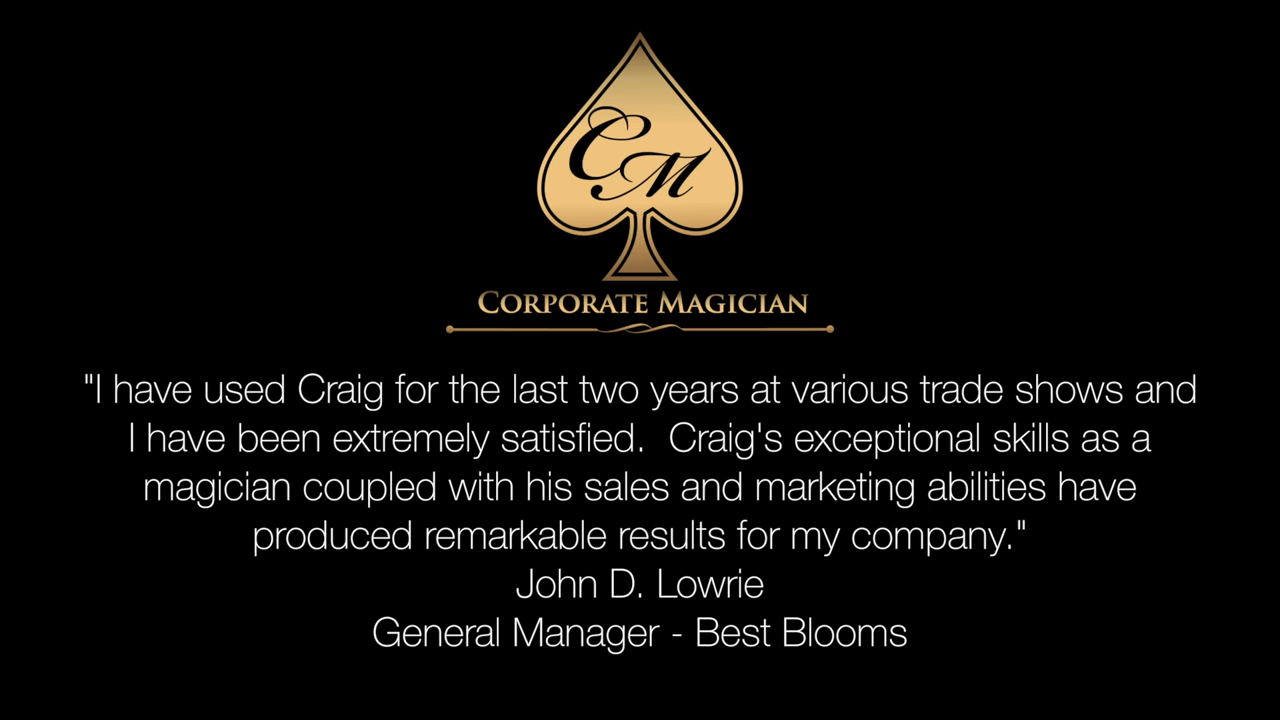 CM
CORPORATE MAGICIAN
"I have used Craig for the last two years at various trade shows and
I have been extremely satisfied.  Craig's exceptional skills as a
magician coupled with his sales and marketing abilities have
produced remarkable results for my company."
John D. Lowrie
General Manager - Best Blooms